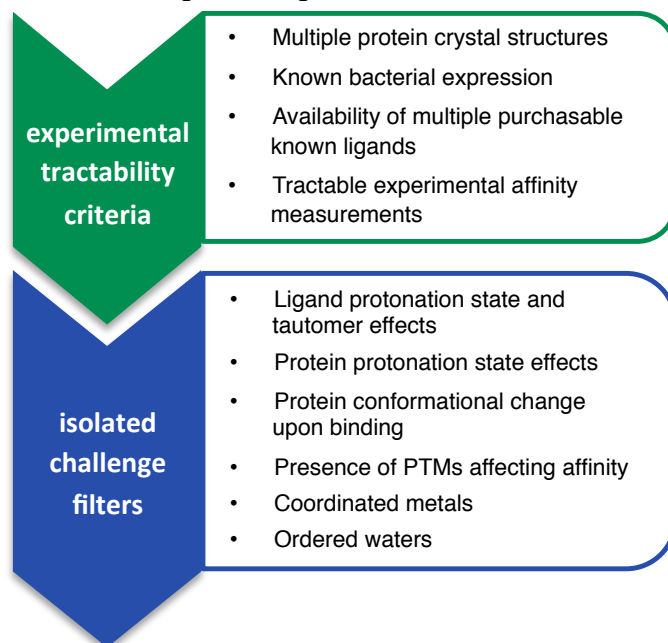 experimental
tractability
criteria
• Multiple protein crystal structures
• Known bacterial expression
• Availability of multiple purchasable
known ligands
• Tractable experimental affinity
measurements
isolated
challenge
filters
• Ligand protonation state and
tautomer effects
• Protein protonation state effects
• Protein conformational change
upon binding
• Presence of PTMs affecting affinity
• Coordinated metals
• Ordered waters